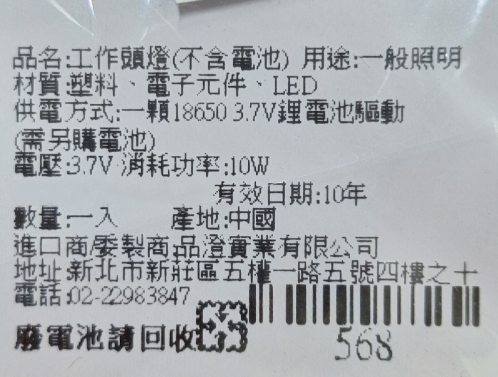 品名:工作頭燈(不含電池) 用途:一般照明
材質:塑料、電子元件、LED
供電方式:一顆18650 3.7V鋰電池驅動
(需另購電池)
電壓:3.7V 消耗功率:10W
有效日期:10年
數量:一入 產地:中國
進口商/委製商品澄實業有限公司
地址:新北市新莊區五權一路五號四樓之十
電話:02-22983847
廢電池請回收
568